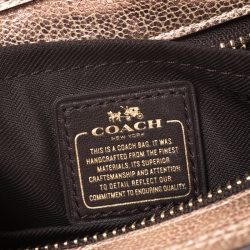 COACH
NEW YORK
THIS IS A COACH BAG. IT WAS
HANDCRAFTED FROM THE FINEST
MATERIALS. ITS SUPERIOR
CRAFTSMANSHIP AND ATTENTION
TO DETAIL REFLECT OUR
COMMITMENT TO ENDURING QUALITY.